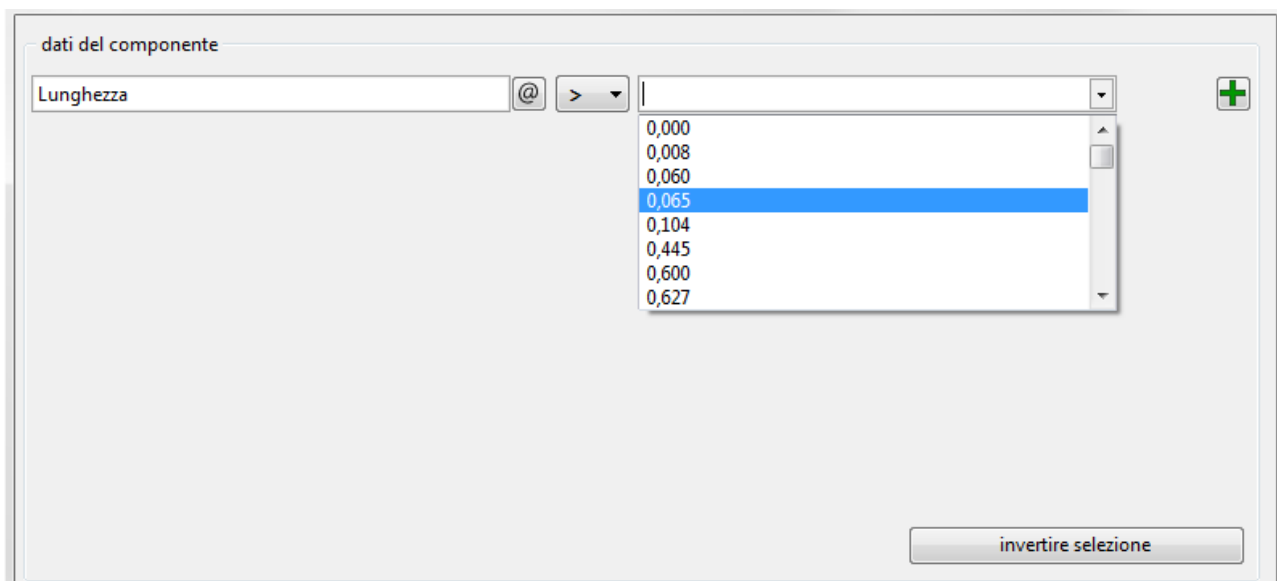 dati del componente
Lunghezza @ >
0,000
0,008
0,060
0,065
0,104
0,445
0,600
0,627
invertire selezione